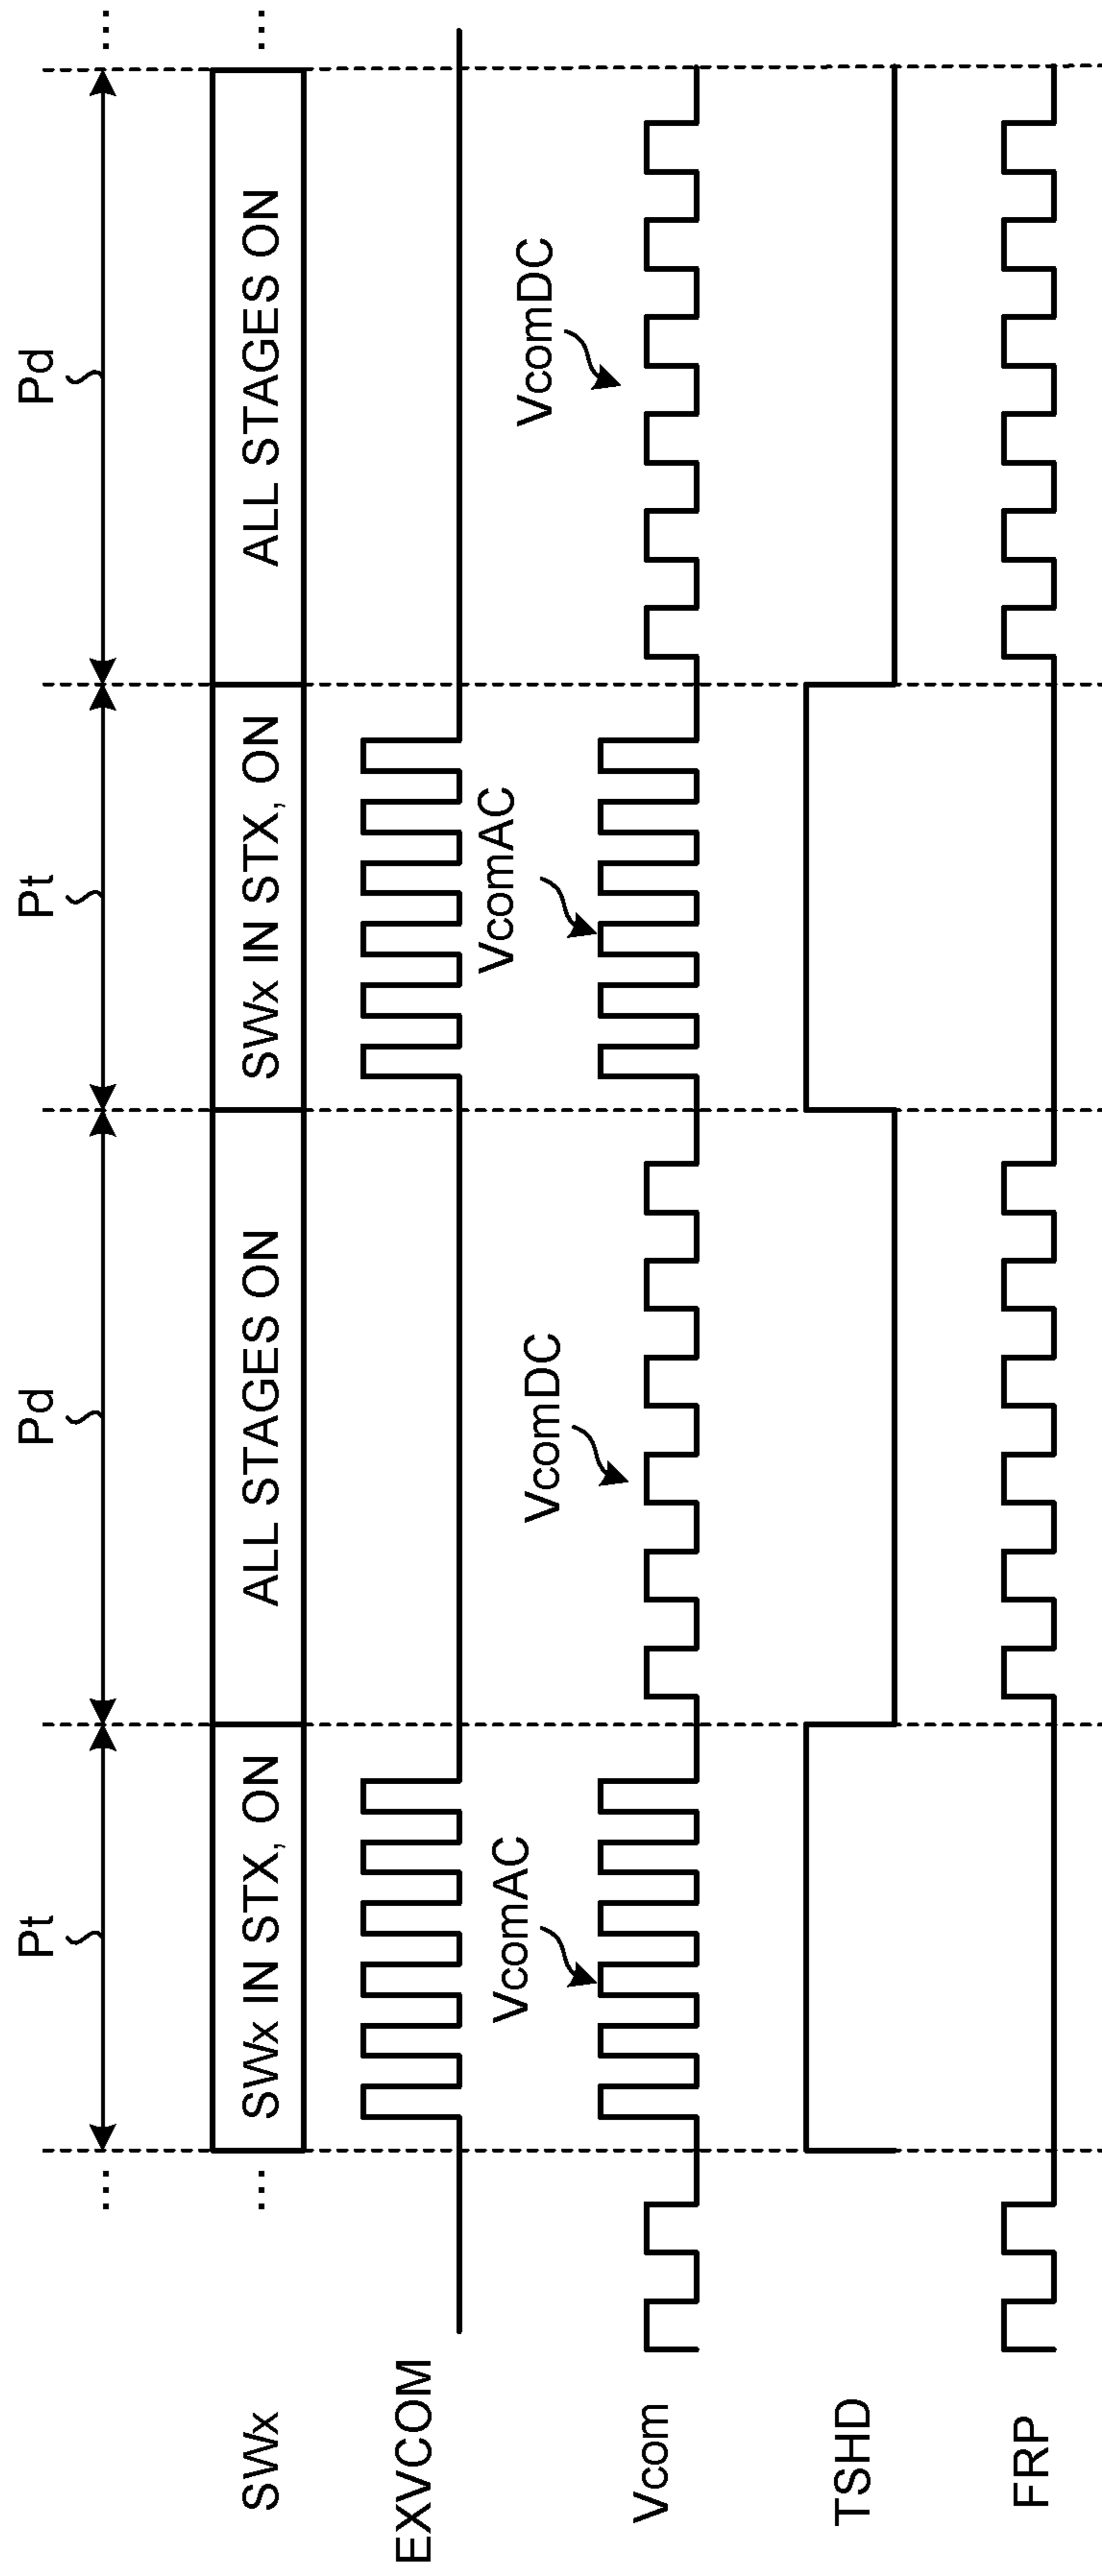 Pt
Pd
Pt
Pd
...
...
SWx
...
SWx IN STX, ON
ALL STAGES ON
SWx IN STX, ON
ALL STAGES ON
...
EXVCOM
VcomAC
VcomDC
VcomAC
VcomDC
Vcom
TSHD
FRP